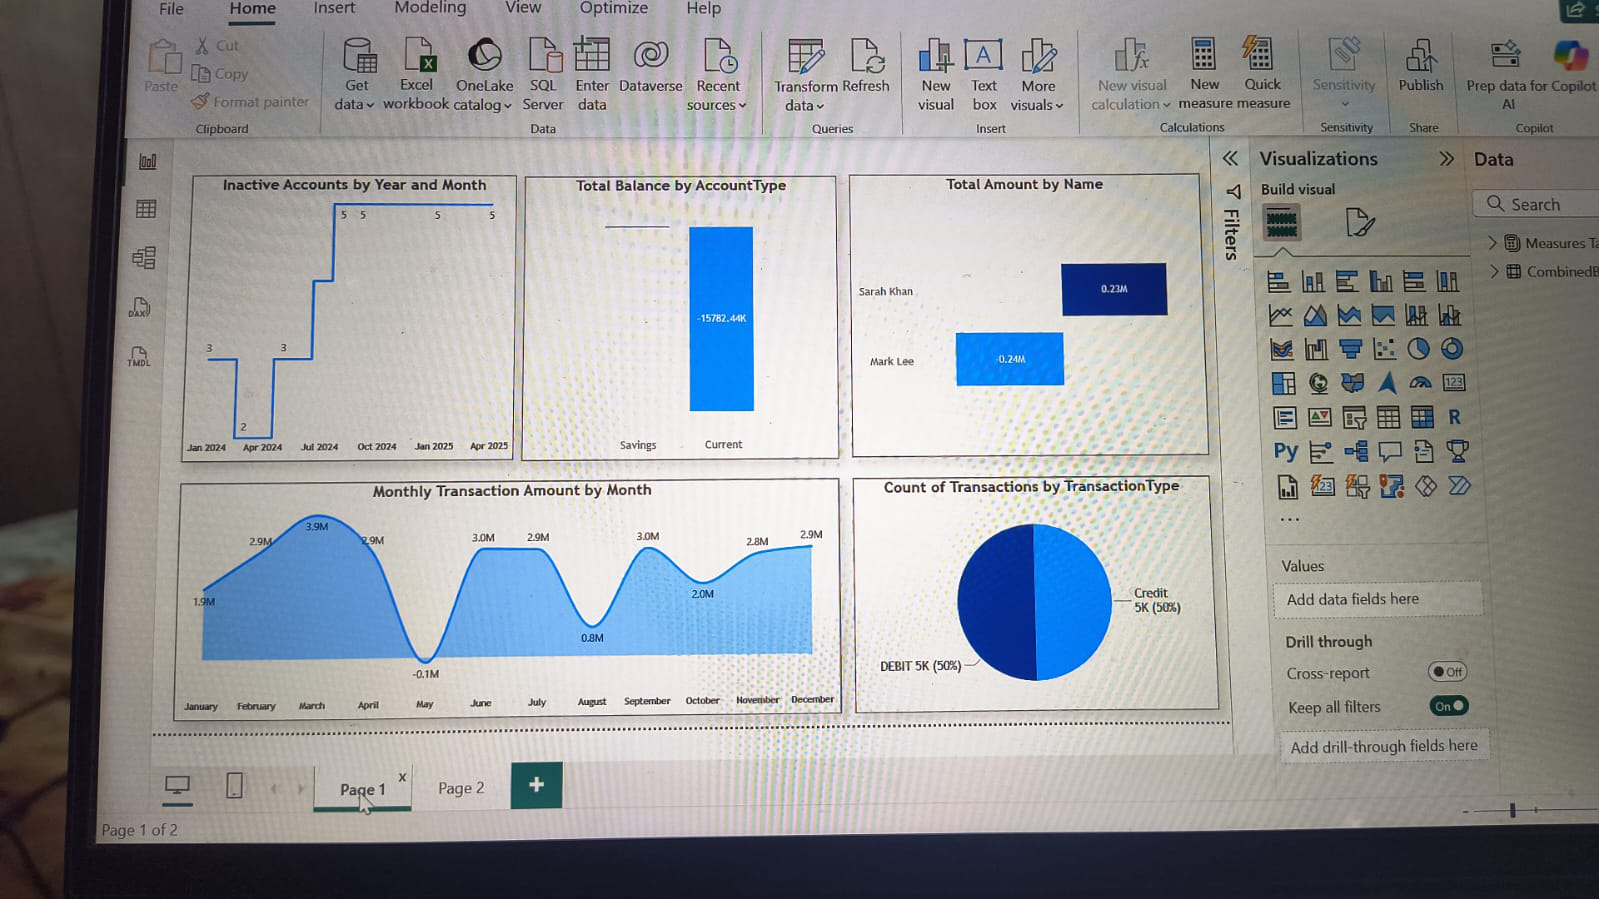 File Home Insert Modeling View Optimize Help
Paste
Cut
Copy
Format painter
Clipboard
Get data
Excel workbook
OneLake catalog
SQL Server
Enter data
Dataverse
Recent sources
Data
Transform data
Refresh
Queries
New visual
Text box
More visuals
Insert
New visual calculation
New measure
Quick measure
Calculations
Sensitivity
Sensitivity
Publish
Share
Prep data for AI
Copilot
Copilot
DAX
TMDL
Inactive Accounts by Year and Month
5 5 5 5
3 3
2
Jan 2024 Apr 2024 Jul 2024 Oct 2024 Jan 2025 Apr 2025
Total Balance by AccountType
-15782.44K
Savings Current
Total Amount by Name
Sarah Khan 0.23M
Mark Lee -0.24M
Monthly Transaction Amount by Month
1.9M 2.9M 3.9M 2.9M -0.1M 3.0M 2.9M 0.8M 3.0M 2.0M 2.8M 2.9M
January February March April May June July August September October November December
Count of Transactions by TransactionType
Credit
5K (50%)
DEBIT 5K (50%)
Filters
Visualizations
Build visual
123
R
Py
123
...
Values
Add data fields here
Drill through
Cross-report Off
Keep all filters On
Add drill-through fields here
Data
Search
Measures Ta
CombinedB
Page 1 x
Page 2
+
Page 1 of 2